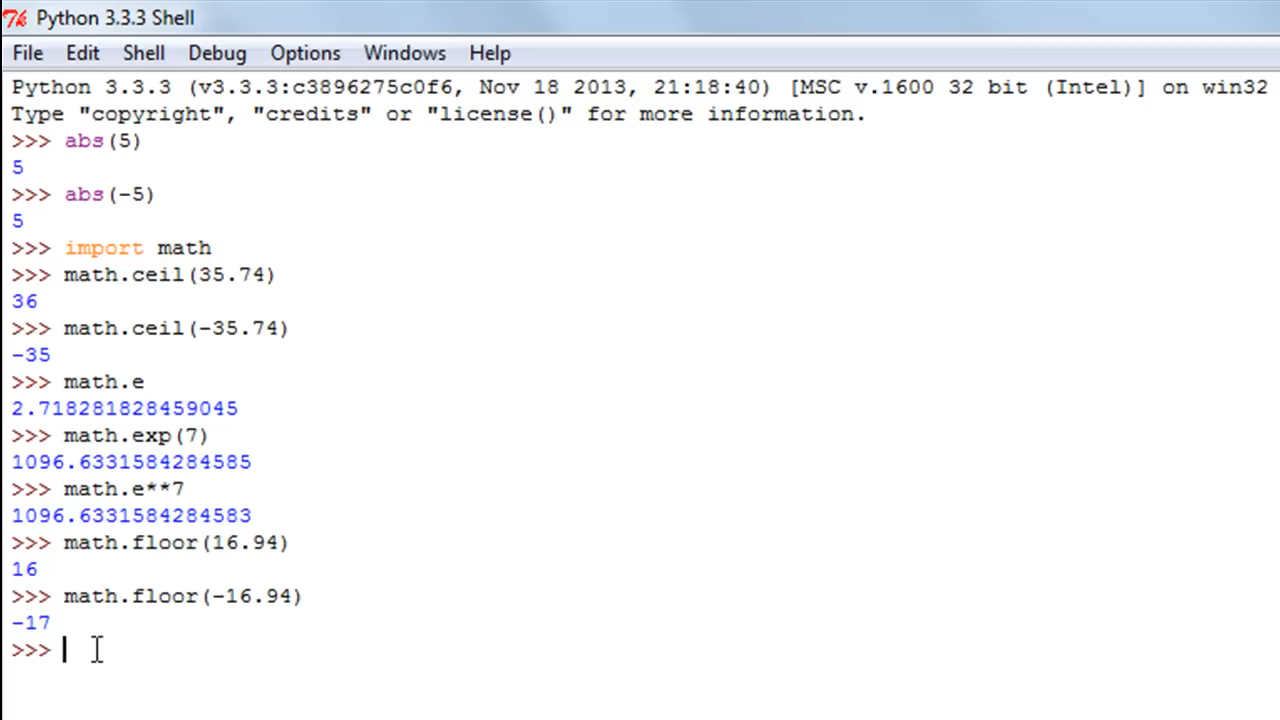 Python 3.3.3 Shell
File Edit Shell Debug Options Windows Help
Python 3.3.3 (v3.3.3:c3896275c0f6, Nov 18 2013, 21:18:40) [MSC v.1600 32 bit (Intel)] on win32
Type "copyright", "credits" or "license()" for more information.
>>> abs(5)
5
>>> abs(-5)
5
>>> import math
>>> math.ceil(35.74)
36
>>> math.ceil(-35.74)
-35
>>> math.e
2.718281828459045
>>> math.exp(7)
1096.6331584284585
>>> math.e**7
1096.6331584284583
>>> math.floor(16.94)
16
>>> math.floor(-16.94)
-17
>>>